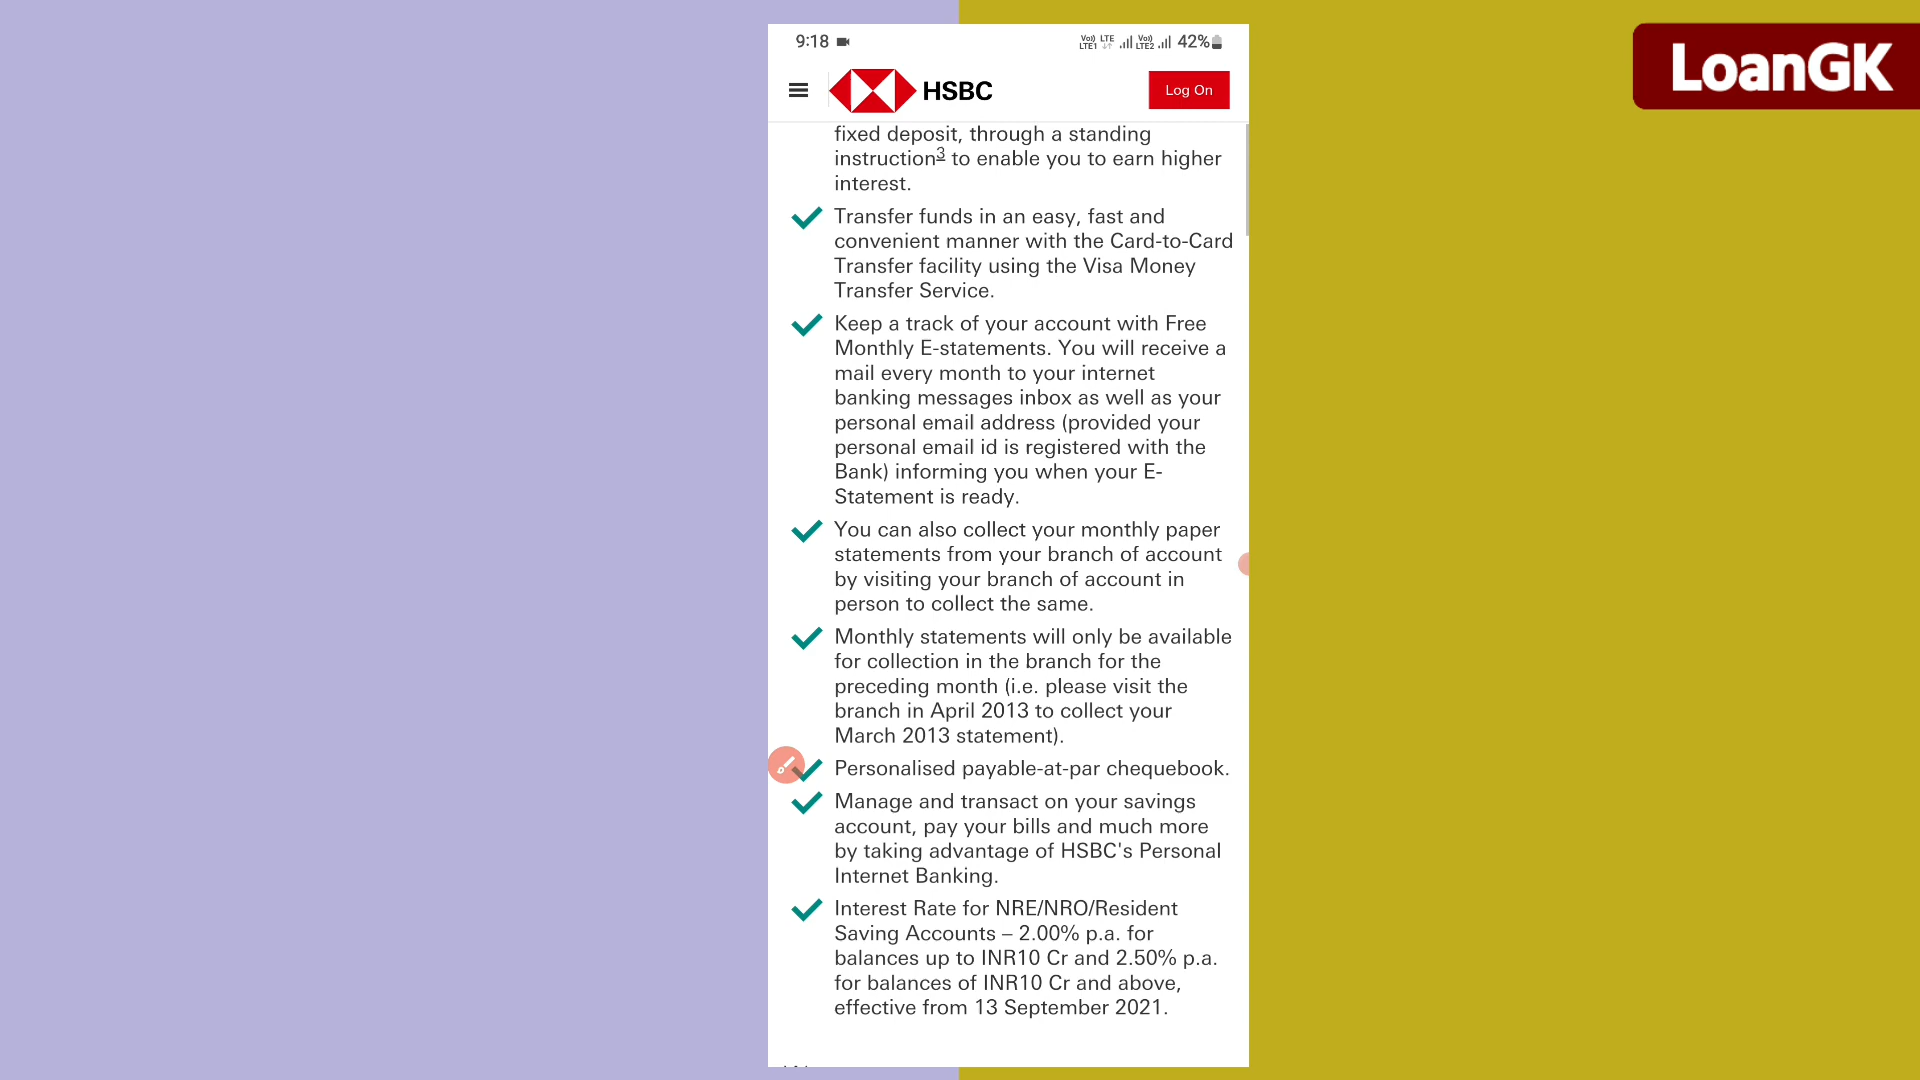 9:18
Vo) LTE
LTE1
Vo)
LTE2
42%
LoanGK
HSBC
Log On
fixed deposit, through a standing
instruction3 to enable you to earn higher
interest.
Transfer funds in an easy, fast and
convenient manner with the Card-to-Card
Transfer facility using the Visa Money
Transfer Service.
Keep a track of your account with Free
Monthly E-statements. You will receive a
mail every month to your internet
banking messages inbox as well as your
personal email address (provided your
personal email id is registered with the
Bank) informing you when your E-
Statement is ready.
You can also collect your monthly paper
statements from your branch of account
by visiting your branch of account in
person to collect the same.
Monthly statements will only be available
for collection in the branch for the
preceding month (i.e. please visit the
branch in April 2013 to collect your
March 2013 statement).
Personalised payable-at-par chequebook.
Manage and transact on your savings
account, pay your bills and much more
by taking advantage of HSBC's Personal
Internet Banking.
Interest Rate for NRE/NRO/Resident
Saving Accounts – 2.00% p.a. for
balances up to INR10 Cr and 2.50% p.a.
for balances of INR10 Cr and above,
effective from 13 September 2021.